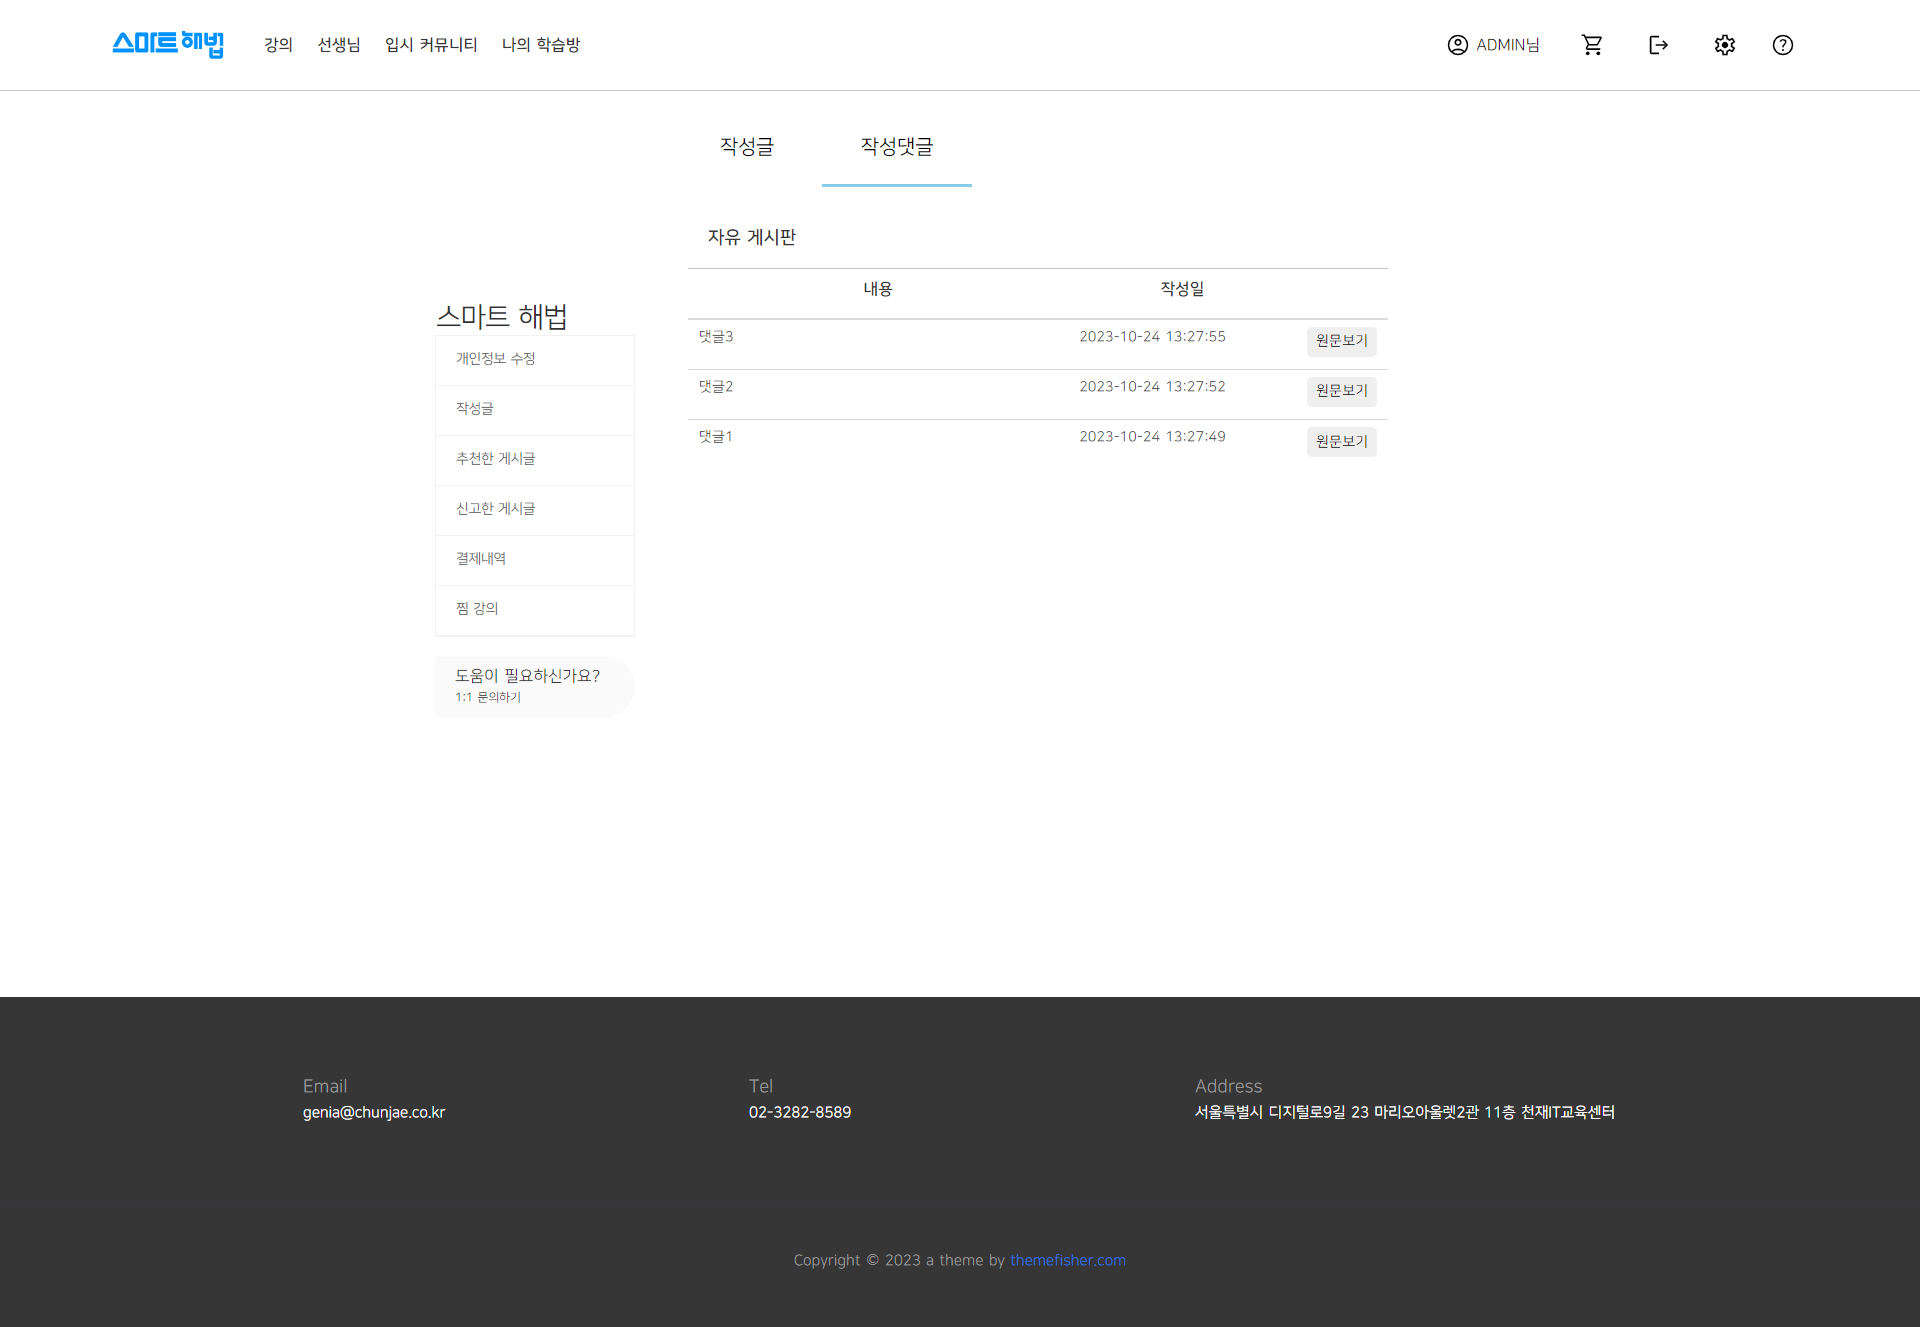 스마트 해법 강의 선생님 입시 커뮤니티 나의 학습방 ADMIN님
작성글 작성댓글
자유 게시판
내용 작성일
댓글3 2023-10-24 13:27:55 원문보기
댓글2 2023-10-24 13:27:52 원문보기
댓글1 2023-10-24 13:27:49 원문보기
스마트 해법
개인정보 수정
작성글
추천한 게시글
신고한 게시글
결제내역
찜 강의
도움이 필요하신가요?
1:1 문의하기
Email
genia@chunjae.co.kr
Tel
02-3282-8589
Address
서울특별시 디지털로9길 23 마리오아울렛2관 11층 천재IT교육센터
Copyright © 2023 a theme by themefisher.com